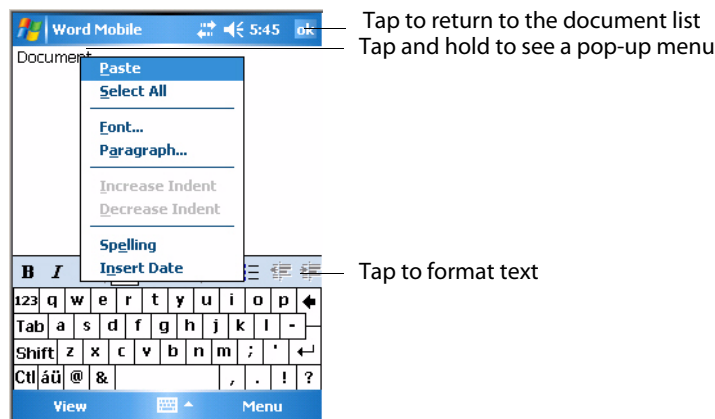 Word Mobile 5:45 ok
Tap to return to the document list
Tap and hold to see a pop-up menu
Document
Paste
Select All
Font...
Paragraph...
Increase Indent
Decrease Indent
Spelling
Insert Date
B I
Tap to format text
123 q w e r t y u i o p
Tab a s d f g h j k l -
Shift z x c v b n m ; '
Ctl áü @ & , . ! ?
View Menu